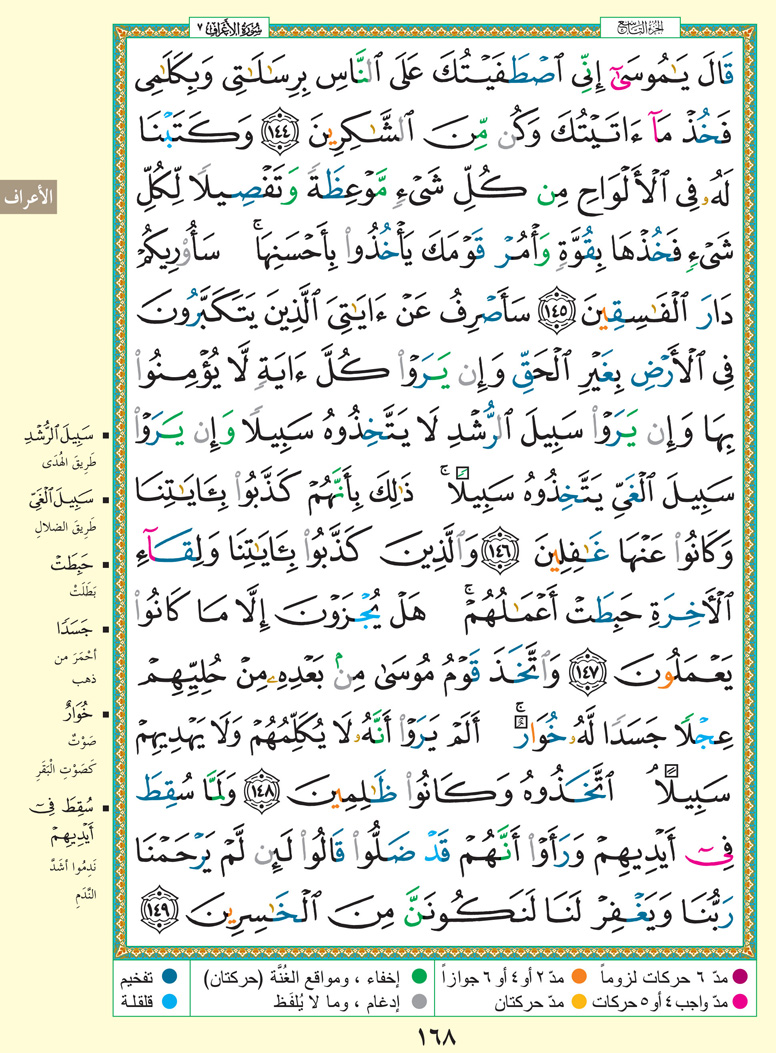 الجزء التاسع
سورة الأعراف ٧
قَالَ يَـٰمُوسَىٰٓ إِنِّى ٱصْطَفَيْتُكَ عَلَى ٱلنَّاسِ بِرِسَـٰلَـٰتِى وَبِكَلَـٰمِى
فَخُذْ مَآ ءَاتَيْتُكَ وَكُن مِّنَ ٱلشَّـٰكِرِينَ ١٤٤ وَكَتَبْنَا
لَهُۥ فِى ٱلْأَلْوَاحِ مِن كُلِّ شَىْءٍ مَّوْعِظَةً وَتَفْصِيلًا لِّكُلِّ
شَىْءٍ فَخُذْهَا بِقُوَّةٍ وَأْمُرْ قَوْمَكَ يَأْخُذُوا۟ بِأَحْسَنِهَا ۚ سَأُو۟رِيكُمْ
دَارَ ٱلْفَـٰسِقِينَ ١٤٥ سَأَصْرِفُ عَنْ ءَايَـٰتِىَ ٱلَّذِينَ يَتَكَبَّرُونَ
فِى ٱلْأَرْضِ بِغَيْرِ ٱلْحَقِّ وَإِن يَرَوْا۟ كُلَّ ءَايَةٍ لَّا يُؤْمِنُوا۟
بِهَا وَإِن يَرَوْا۟ سَبِيلَ ٱلرُّشْدِ لَا يَتَّخِذُوهُ سَبِيلًا وَإِن يَرَوْا۟
سَبِيلَ ٱلْغَىِّ يَتَّخِذُوهُ سَبِيلًا ۚ ذَٰلِكَ بِأَنَّهُمْ كَذَّبُوا۟ بِـَٔايَـٰتِنَا
وَكَانُوا۟ عَنْهَا غَـٰفِلِينَ ١٤٦ وَٱلَّذِينَ كَذَّبُوا۟ بِـَٔايَـٰتِنَا وَلِقَآءِ
ٱلْـَٔاخِرَةِ حَبِطَتْ أَعْمَـٰلُهُمْ ۚ هَلْ يُجْزَوْنَ إِلَّا مَا كَانُوا۟
يَعْمَلُونَ ١٤٧ وَٱتَّخَذَ قَوْمُ مُوسَىٰ مِنۢ بَعْدِهِۦ مِنْ حُلِيِّهِمْ
عِجْلًا جَسَدًا لَّهُۥ خُوَارٌ ۚ أَلَمْ يَرَوْا۟ أَنَّهُۥ لَا يُكَلِّمُهُمْ وَلَا يَهْدِيهِمْ
سَبِيلًا ۘ ٱتَّخَذُوهُ وَكَانُوا۟ ظَـٰلِمِينَ ١٤٨ وَلَمَّا سُقِطَ
فِىٓ أَيْدِيهِمْ وَرَأَوْا۟ أَنَّهُمْ قَدْ ضَلُّوا۟ قَالُوا۟ لَئِن لَّمْ يَرْحَمْنَا
رَبُّنَا وَيَغْفِرْ لَنَا لَنَكُونَنَّ مِنَ ٱلْخَـٰسِرِينَ ١٤٩
الأعراف
سَبِيلَ ٱلرُّشْدِ
طَرِيقَ الهُدَى
سَبِيلَ ٱلْغَىِّ
طَرِيقَ الضلالِ
حَبِطَتْ
بَطَلَتْ
جَسَدًا
أحْمَرَ من
ذهب
خُوَارٌ
صَوْتٌ
كَصَوْتِ الْبَقَرِ
سُقِطَ فِىٓ
أَيْدِيهِمْ
نَدِمُوا أشَدَّ
النَّدَمِ
مدّ ٦ حركات لزوماً
مدّ ٢ أو ٤ أو ٦ جوازاً
إخفاء ، ومواقع الغُنَّة (حركتان)
تفخيم
مدّ واجب ٤ أو ٥ حركات
مدّ حركتان
إدغام ، وما لا يُلفَظ
قلقلة
١٦٨